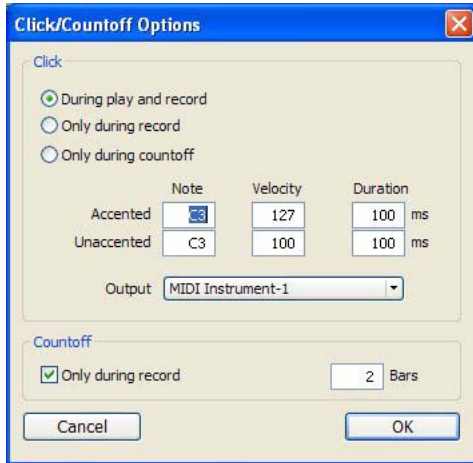 Click/Countoff Options
Click
During play and record
Only during record
Only during countoff
Note Velocity Duration
Accented C3 127 100 ms
Unaccented C3 100 100 ms
Output MIDI Instrument-1
Countoff
Only during record 2 Bars
Cancel OK